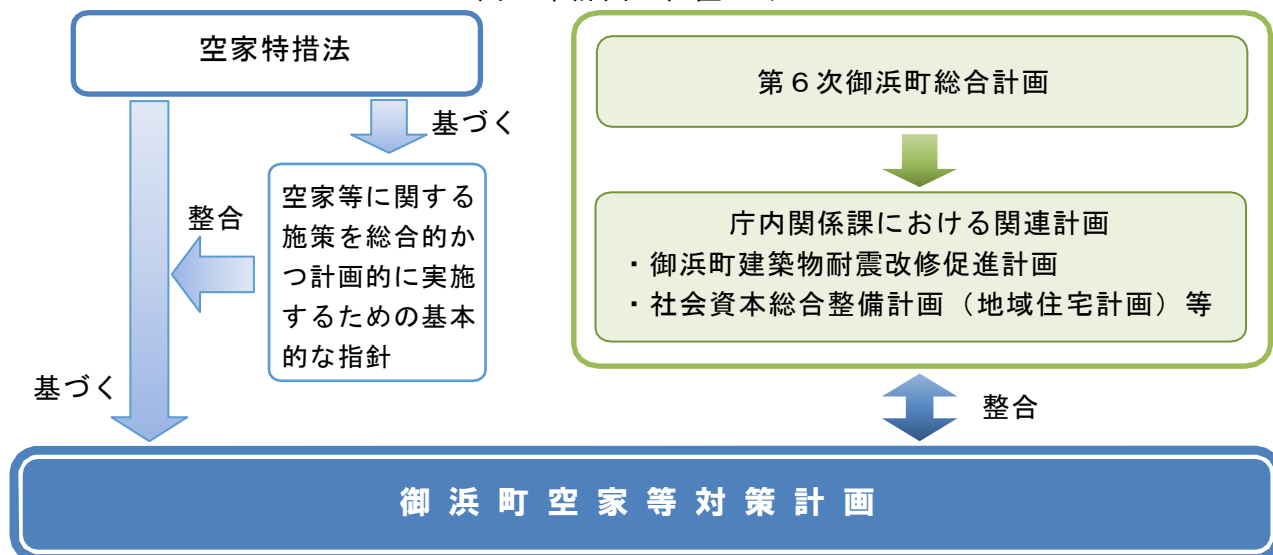 空家特措法
基づく
空家等に関する
施策を総合的か
つ計画的に実施
するための基本
的な指針
整合
基づく
第６次御浜町総合計画
庁内関係課における関連計画
・御浜町建築物耐震改修促進計画
・社会資本総合整備計画（地域住宅計画）等
整合
御浜町空家等対策計画